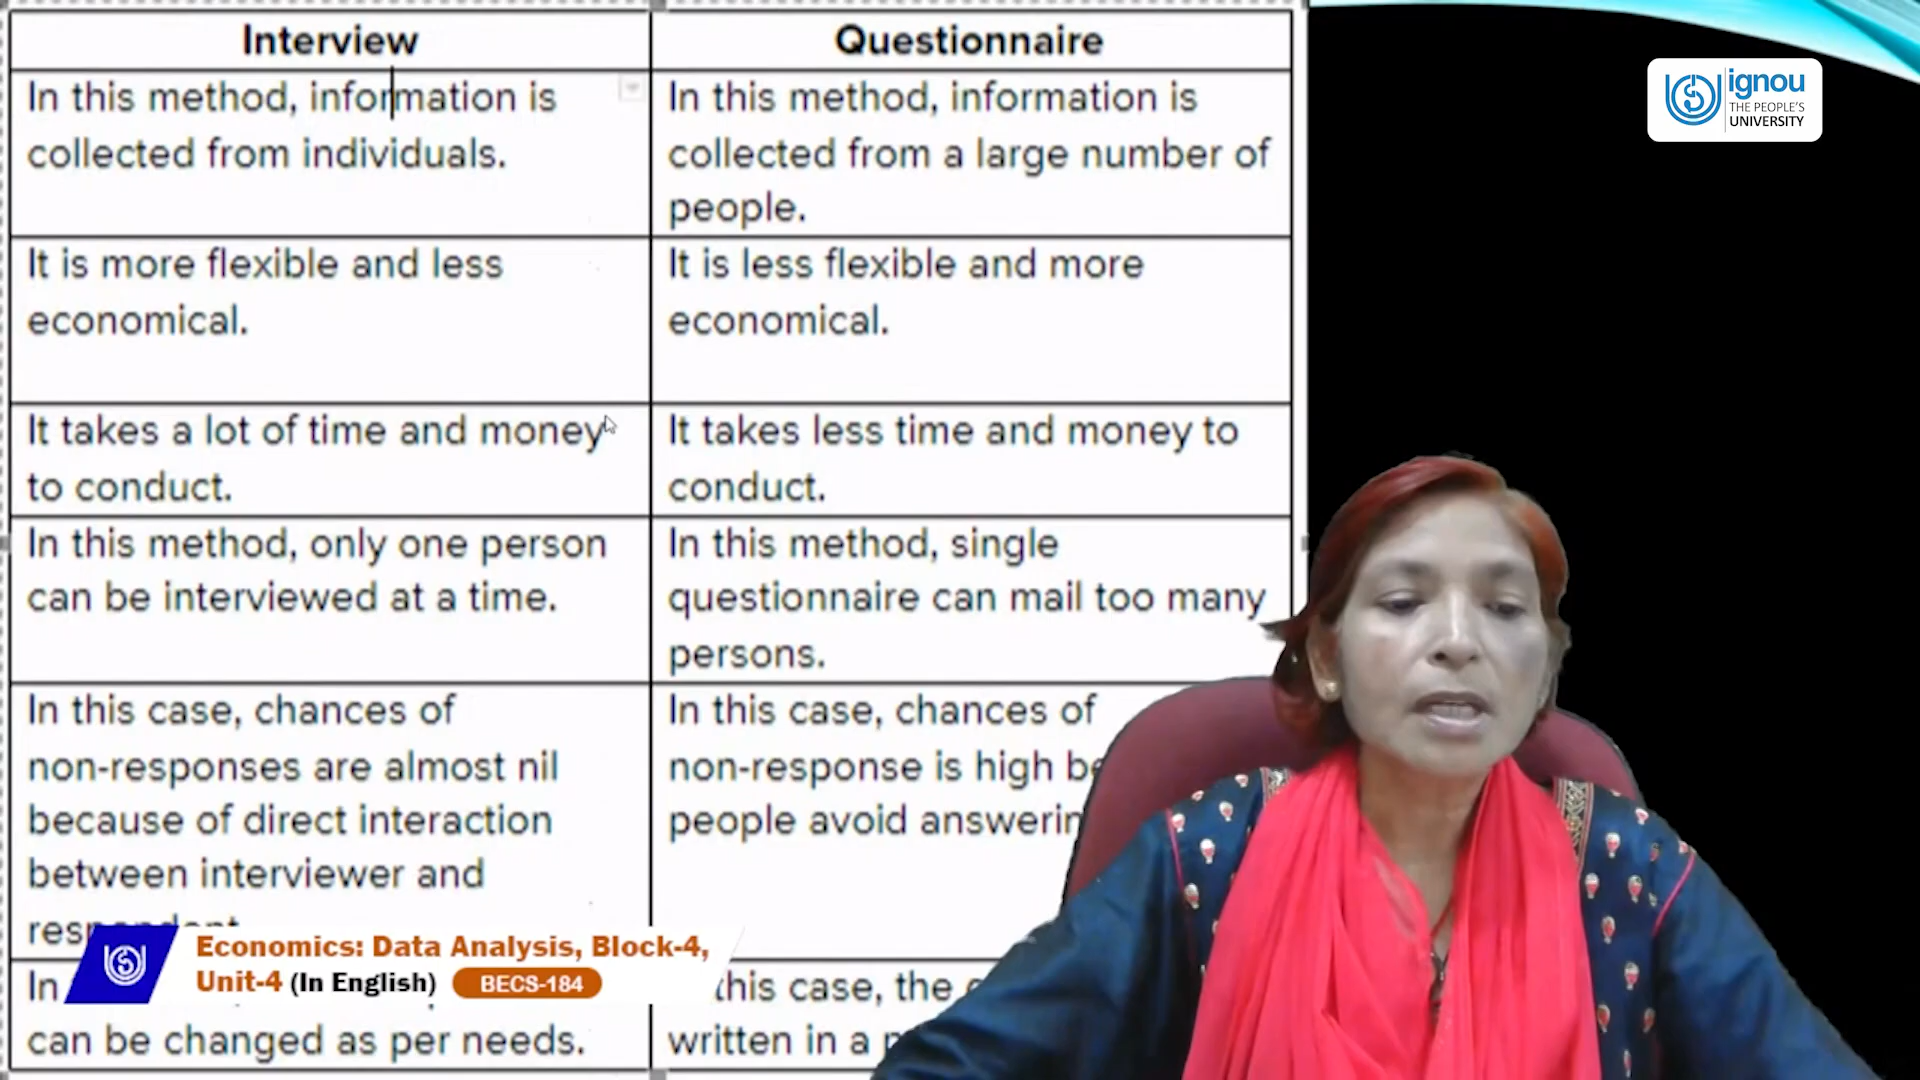 Interview
In this method, information is
collected from individuals.
It is more flexible and less
economical.
It takes a lot of time and money
to conduct.
In this method, only one person
can be interviewed at a time.
In this case, chances of
non-responses are almost nil
because of direct interaction
between interviewer and
In
can be changed as per needs.
Questionnaire
In this method, information is
collected from a large number of
people.
It is less flexible and more
economical.
It takes less time and money to
conduct.
In this method, single
questionnaire can mail too many
persons.
In this case, chances of
non-response is high
people avoid
this case, the
written in a
ignou
THE PEOPLE'S
UNIVERSITY
Economics: Data Analysis, Block-4,
Unit-4 (In English) BECS-184